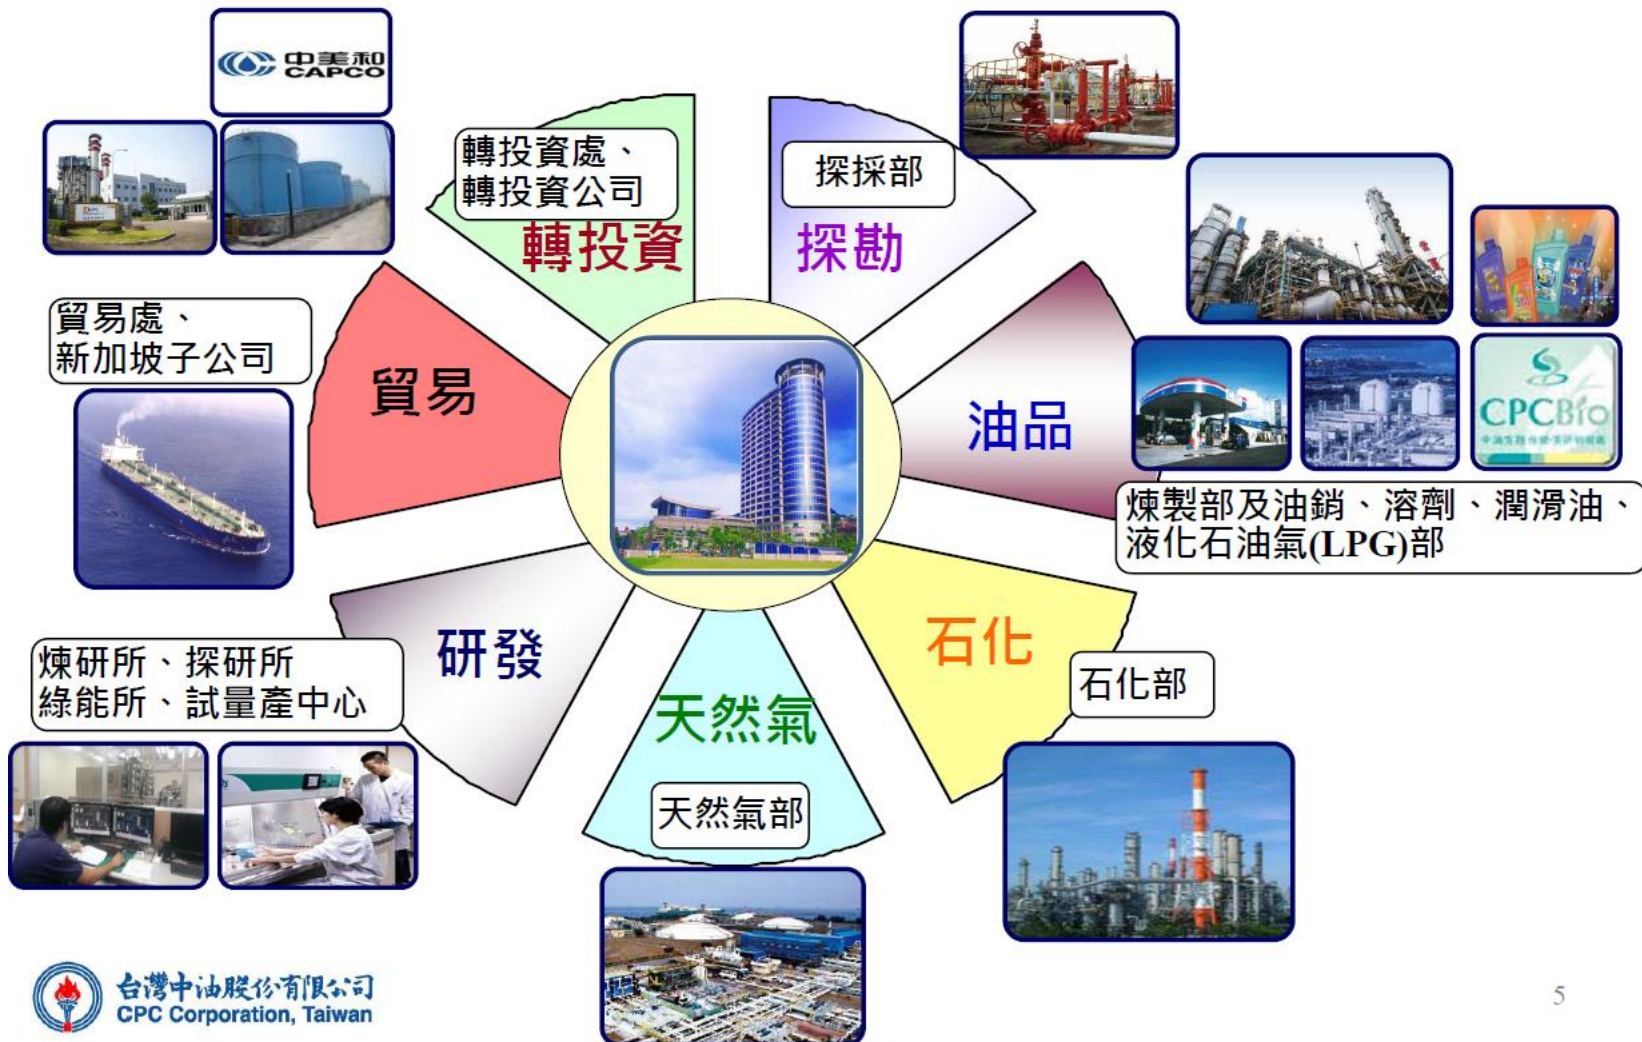 中美和
CAPCO
轉投資處、
轉投資公司
轉投資
探採部
探勘
貿易處、
新加坡子公司
貿易
油品
CPCBio
煉製部及油銷、溶劑、潤滑油、
液化石油氣(LPG)部
研發
煉研所、探研所
綠能所、試量產中心
石化
石化部
天然氣
天然氣部
台灣中油股份有限公司
CPC Corporation, Taiwan
5